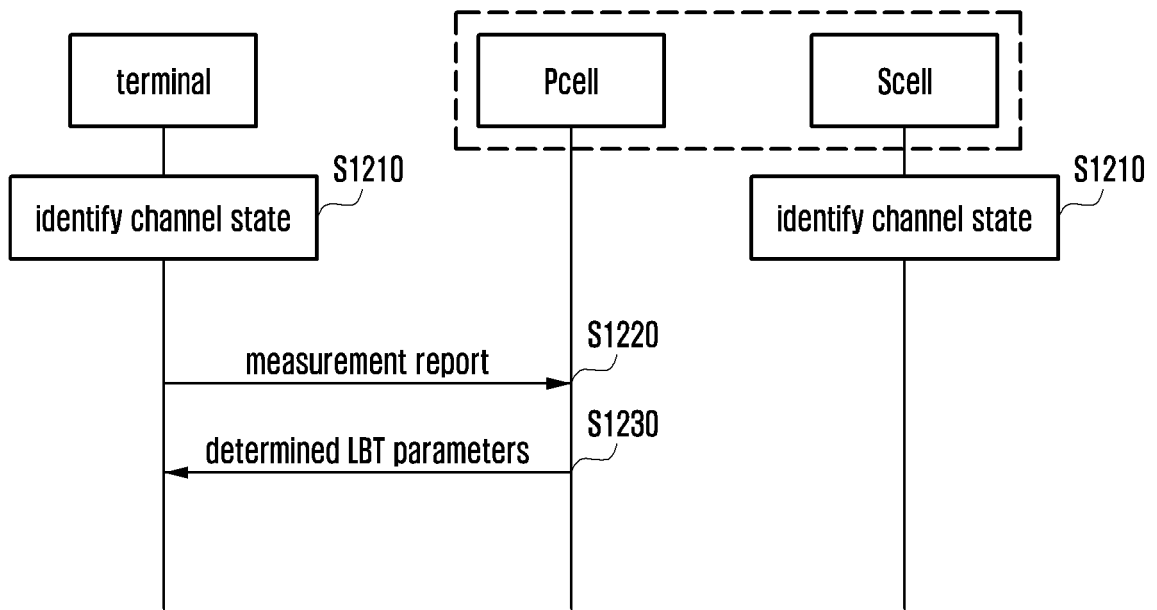 terminal
Pcell
Scell
S1210
S1210
identify channel state
identify channel state
S1220
measurement report
S1230
determined LBT parameters